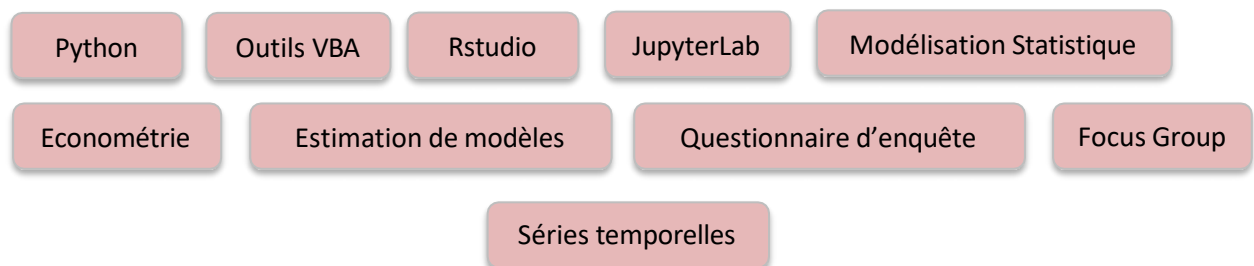 Python
Outils VBA
Rstudio
JupyterLab
Modélisation Statistique
Econométrie
Estimation de modèles
Questionnaire d’enquête
Focus Group
Séries temporelles